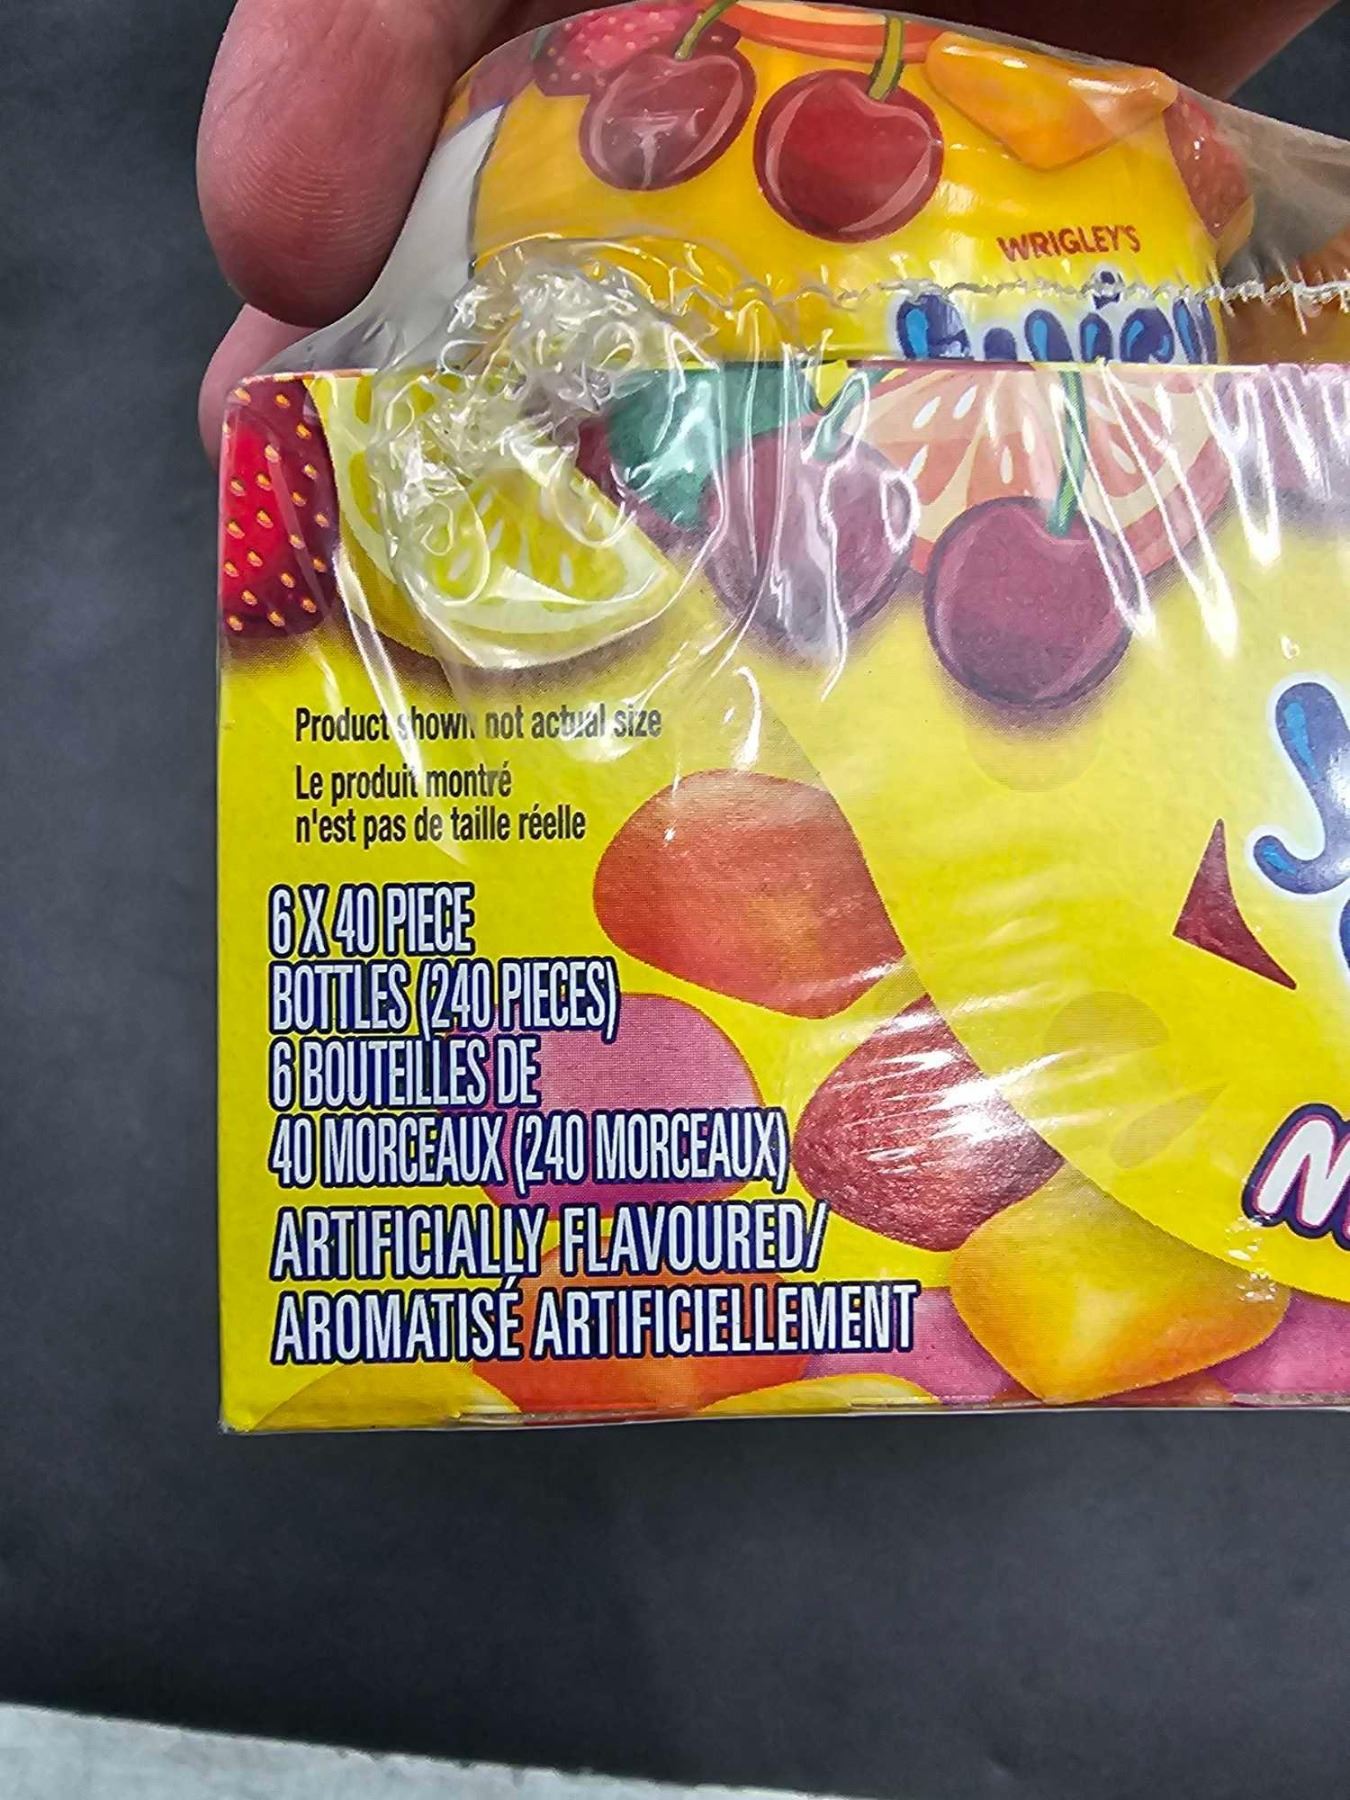 WRIGLEY'S
Juicy
Product shown not actual size
Le produit montré
n'est pas de taille réelle
6 X 40 PIECE
BOTTLES (240 PIECES)
6 BOUTEILLES DE
40 MORCEAUX (240 MORCEAUX)
ARTIFICIALLY FLAVOURED/
AROMATISÉ ARTIFICIELLEMENT